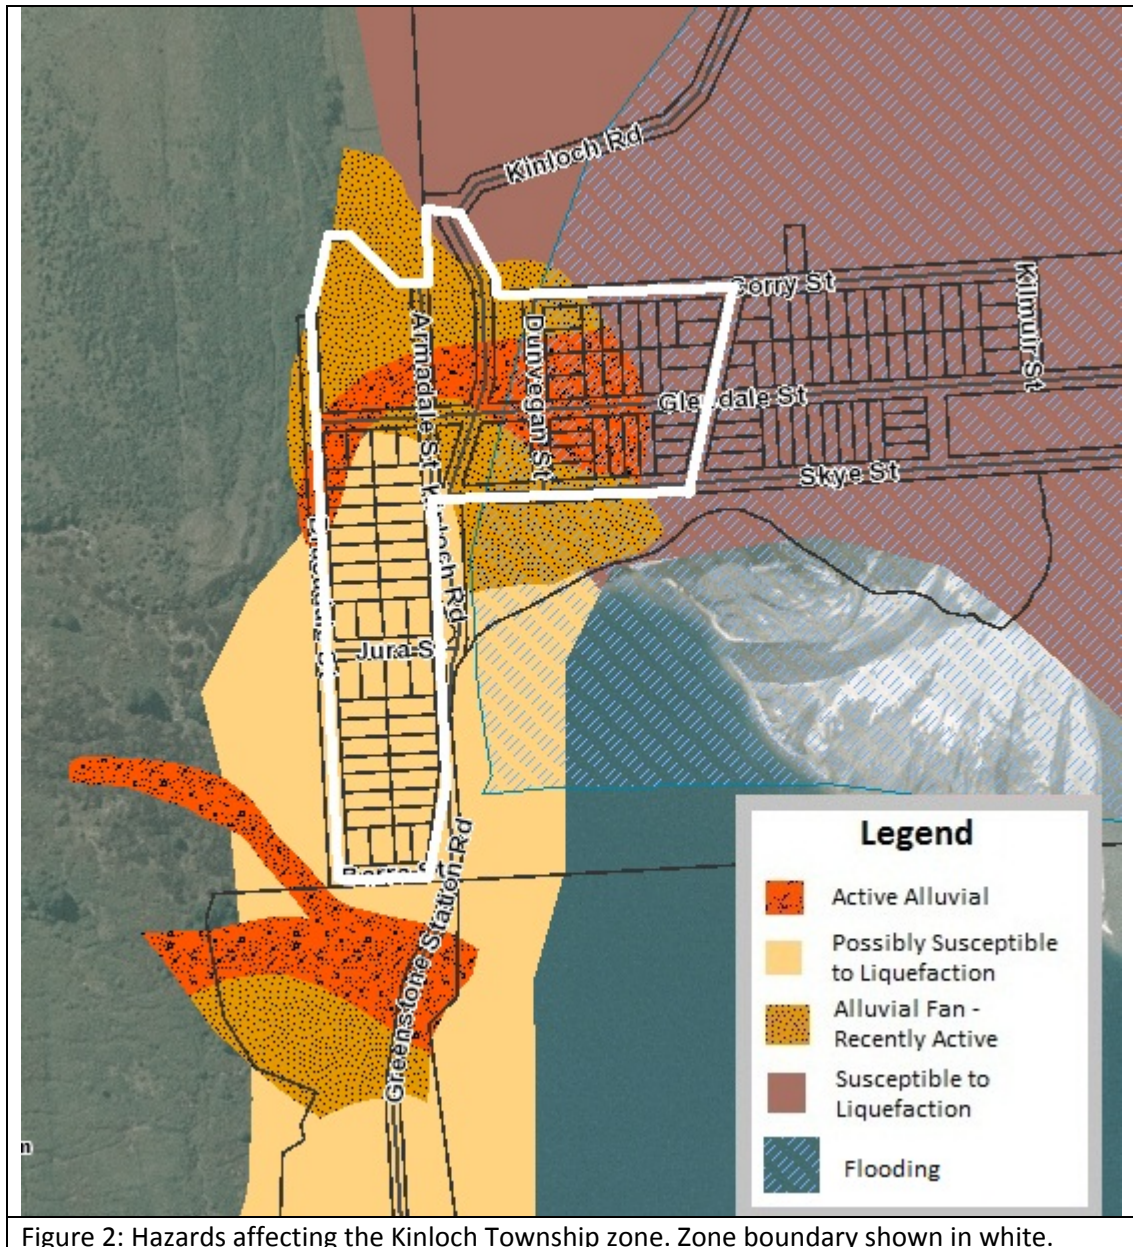 Kinloch Rd
Corry St
Kilmuir St
Armadale St
Dunvegan St
Glendale St
Skye St
Kinloch Rd
Jura S
Greenstone Station Rd
Legend
Active Alluvial
Possibly Susceptible
to Liquefaction
Alluvial Fan -
Recently Active
Susceptible to
Liquefaction
Flooding
Figure 2: Hazards affecting the Kinloch Township zone. Zone boundary shown in white.